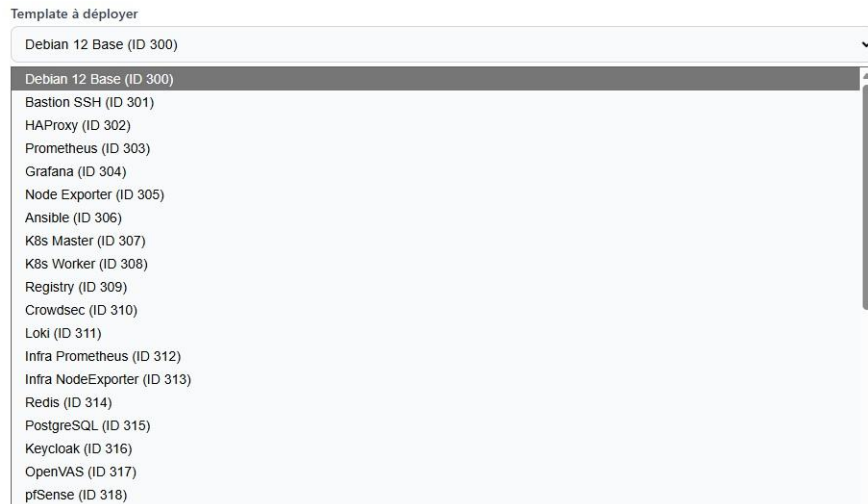 Template à déployer
Debian 12 Base (ID 300)
Debian 12 Base (ID 300)
Bastion SSH (ID 301)
HAProxy (ID 302)
Prometheus (ID 303)
Grafana (ID 304)
Node Exporter (ID 305)
Ansible (ID 306)
K8s Master (ID 307)
K8s Worker (ID 308)
Registry (ID 309)
Crowdsec (ID 310)
Loki (ID 311)
Infra Prometheus (ID 312)
Infra NodeExporter (ID 313)
Redis (ID 314)
PostgreSQL (ID 315)
Keycloak (ID 316)
OpenVAS (ID 317)
pfSense (ID 318)